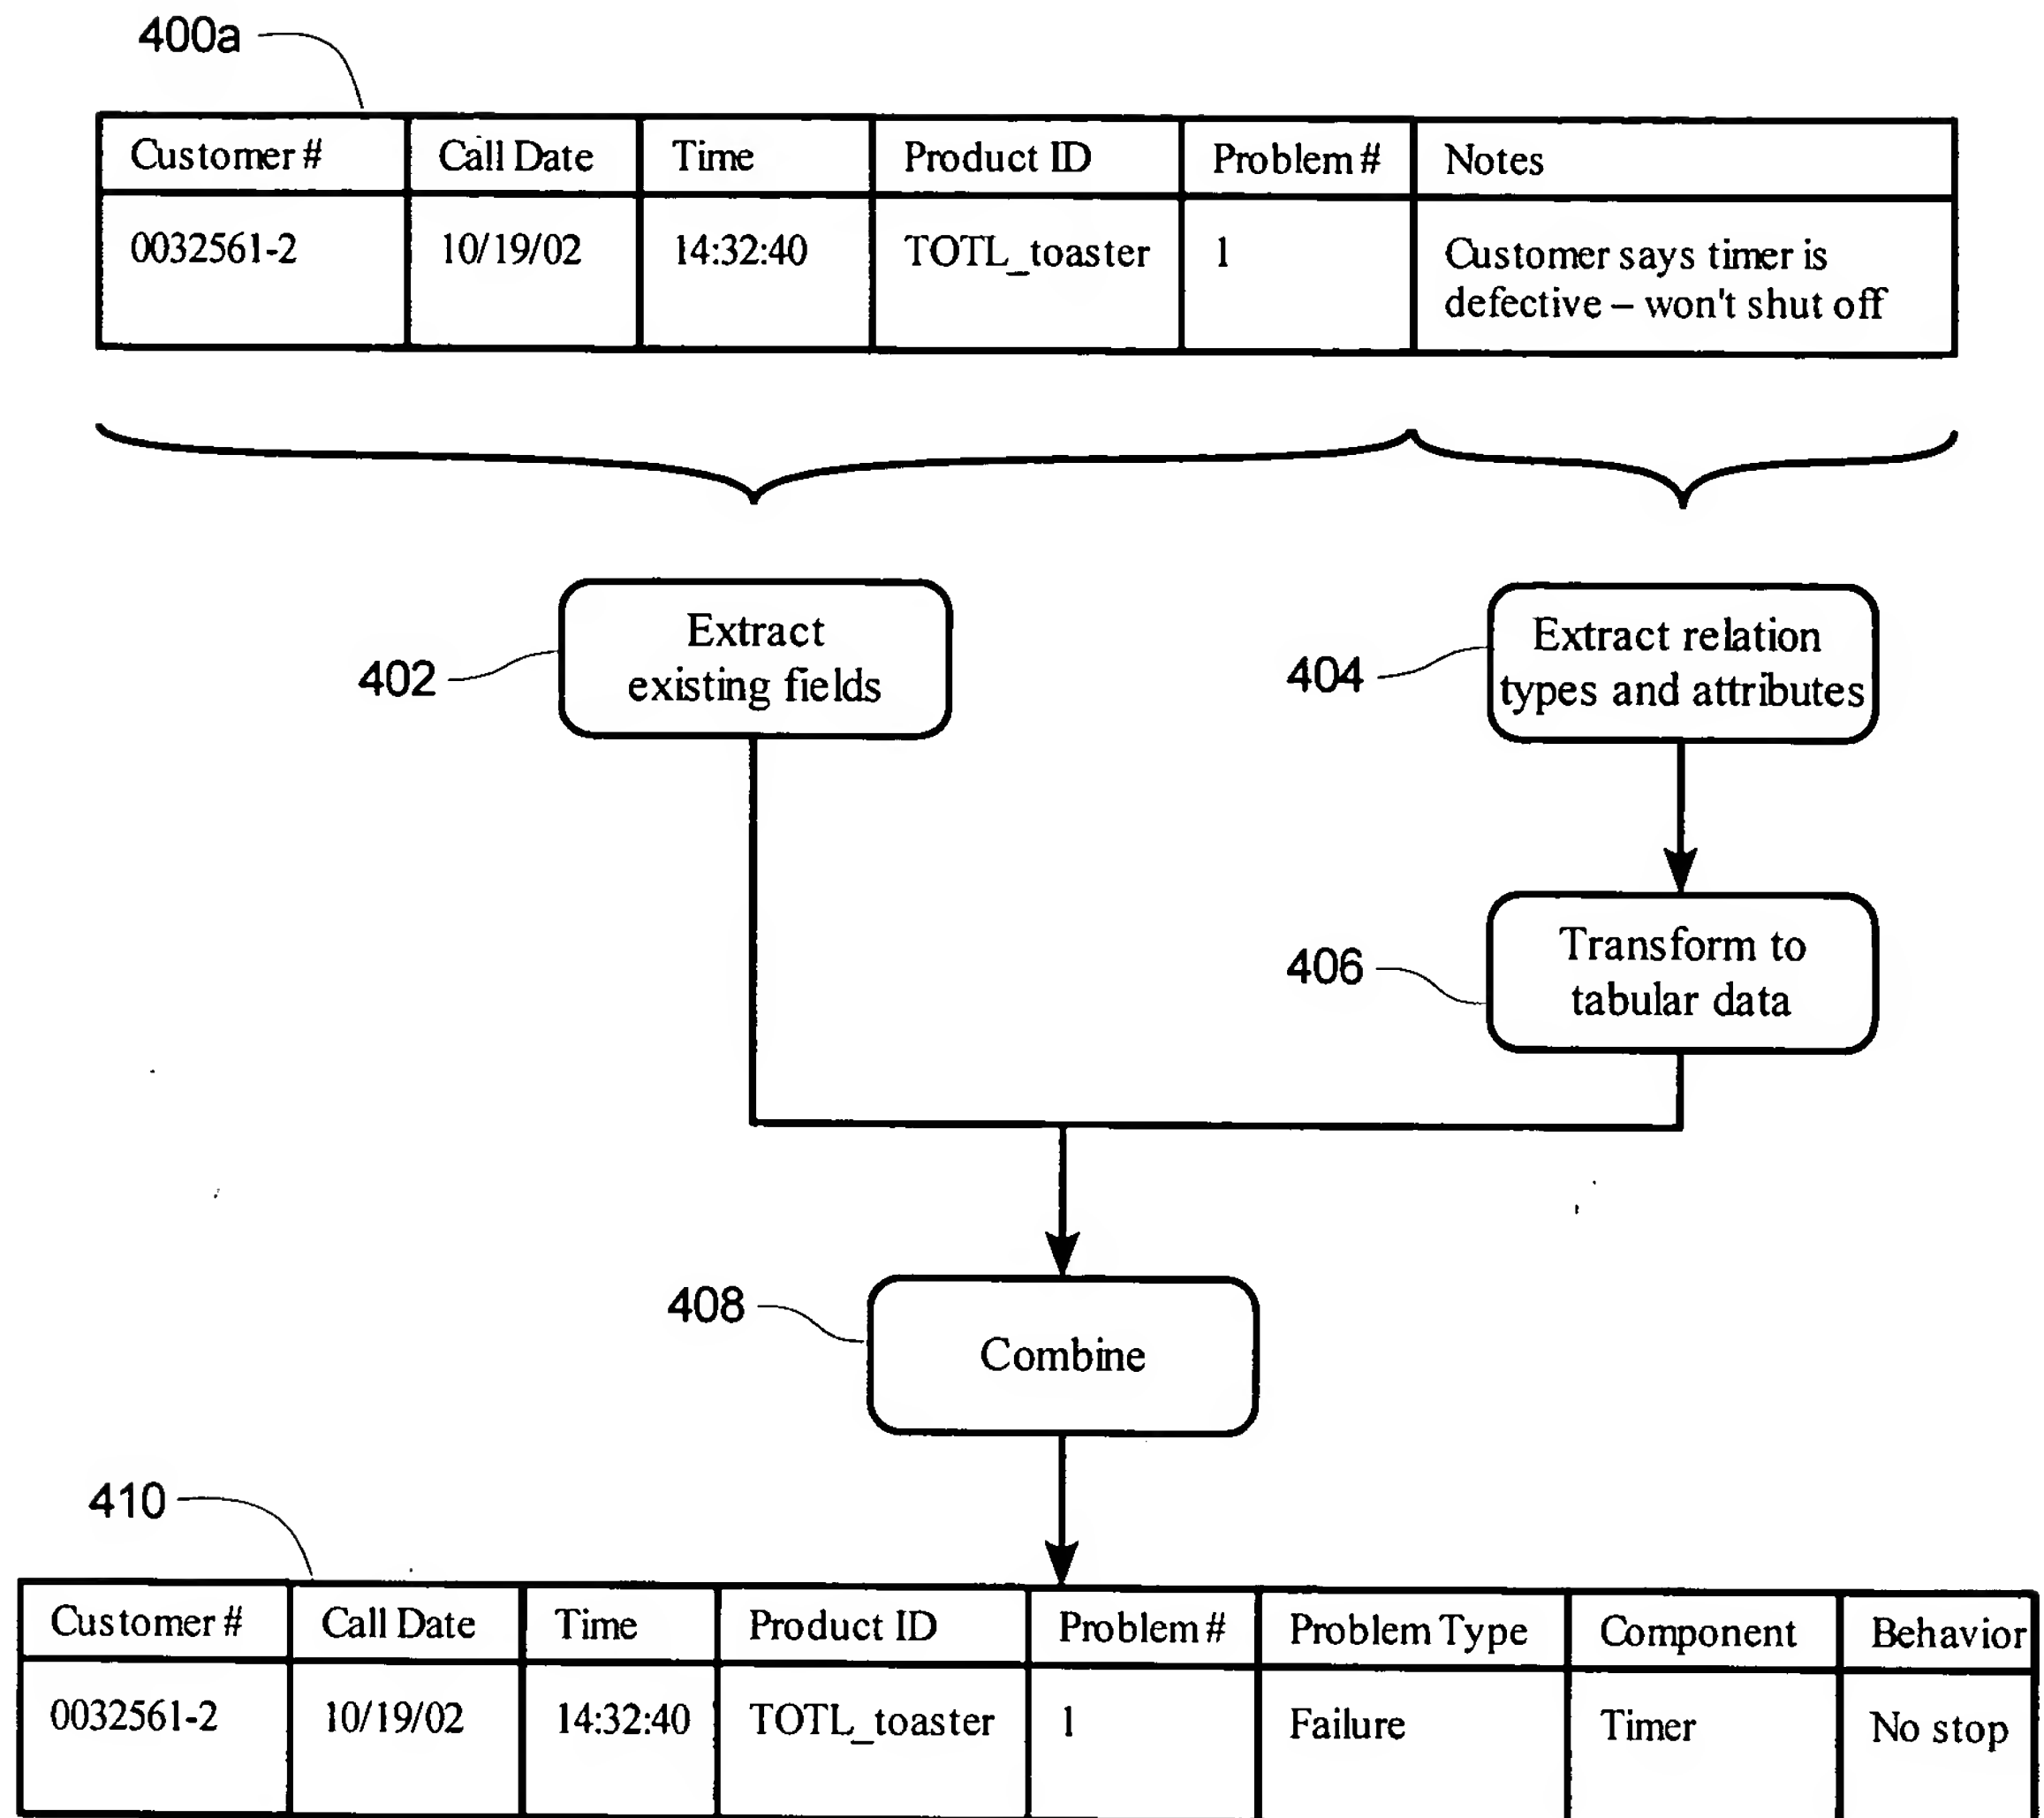 400a
Customer # Call Date Time Product ID Problem # Notes
0032561-2 10/19/02 14:32:40 TOTL_toaster 1 Customer says timer is
defective – won't shut off
Extract
existing fields
402
Extract relation
types and attributes
404
Transform to
tabular data
406
408
Combine
410
Customer # Call Date Time Product ID Problem # Problem Type Component Behavior
0032561-2 10/19/02 14:32:40 TOTL_toaster 1 Failure Timer No stop